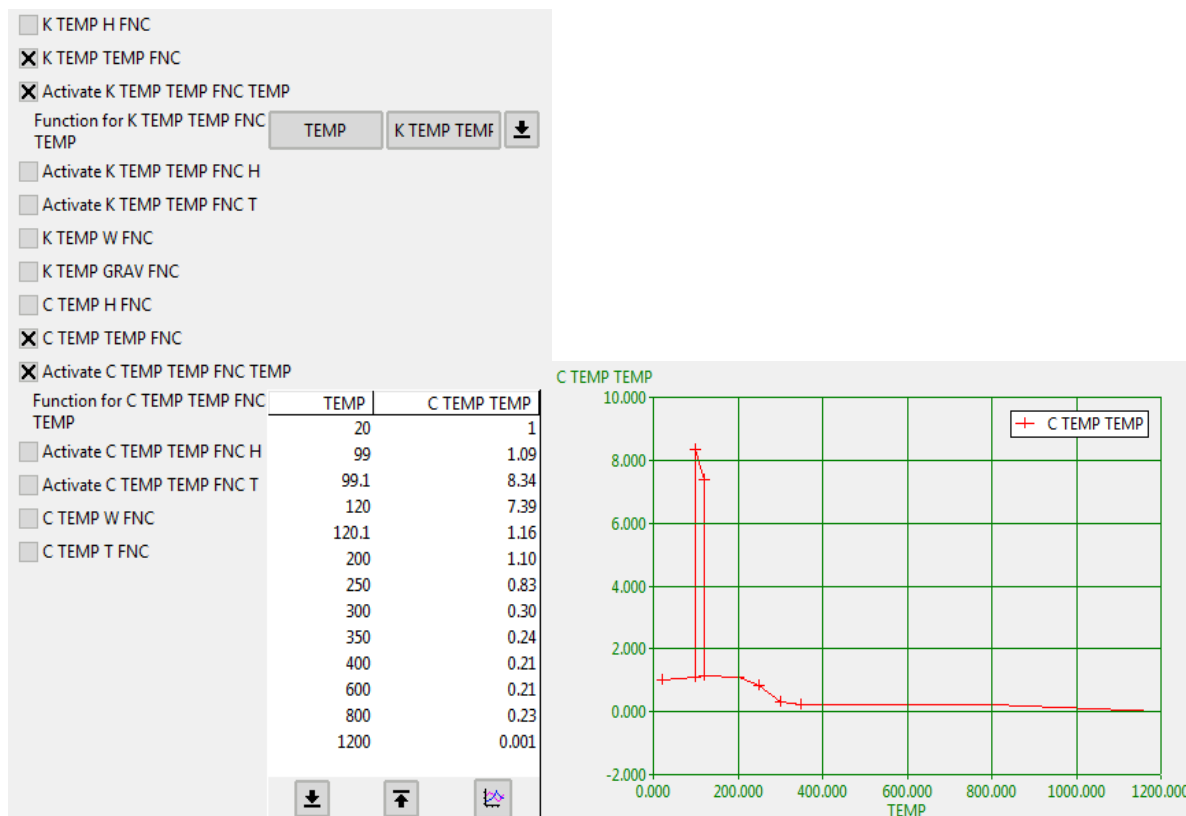 K TEMP H FNC
K TEMP TEMP FNC
Activate K TEMP TEMP FNC TEMP
Function for K TEMP TEMP FNC
TEMP
TEMP K TEMP TEMP
Activate K TEMP TEMP FNC H
Activate K TEMP TEMP FNC T
K TEMP W FNC
K TEMP GRAV FNC
C TEMP H FNC
C TEMP TEMP FNC
Activate C TEMP TEMP FNC TEMP
Function for C TEMP TEMP FNC
TEMP
Activate C TEMP TEMP FNC H
Activate C TEMP TEMP FNC T
C TEMP W FNC
C TEMP T FNC
TEMP C TEMP TEMP
20 1
99 1.09
99.1 8.34
120 7.39
120.1 1.16
200 1.10
250 0.83
300 0.30
350 0.24
400 0.21
600 0.21
800 0.23
1200 0.001
C TEMP TEMP
10.000
C TEMP TEMP
8.000
6.000
4.000
2.000
0.000
-2.000
0.000 200.000 400.000 600.000 800.000 1000.000 1200.000
TEMP